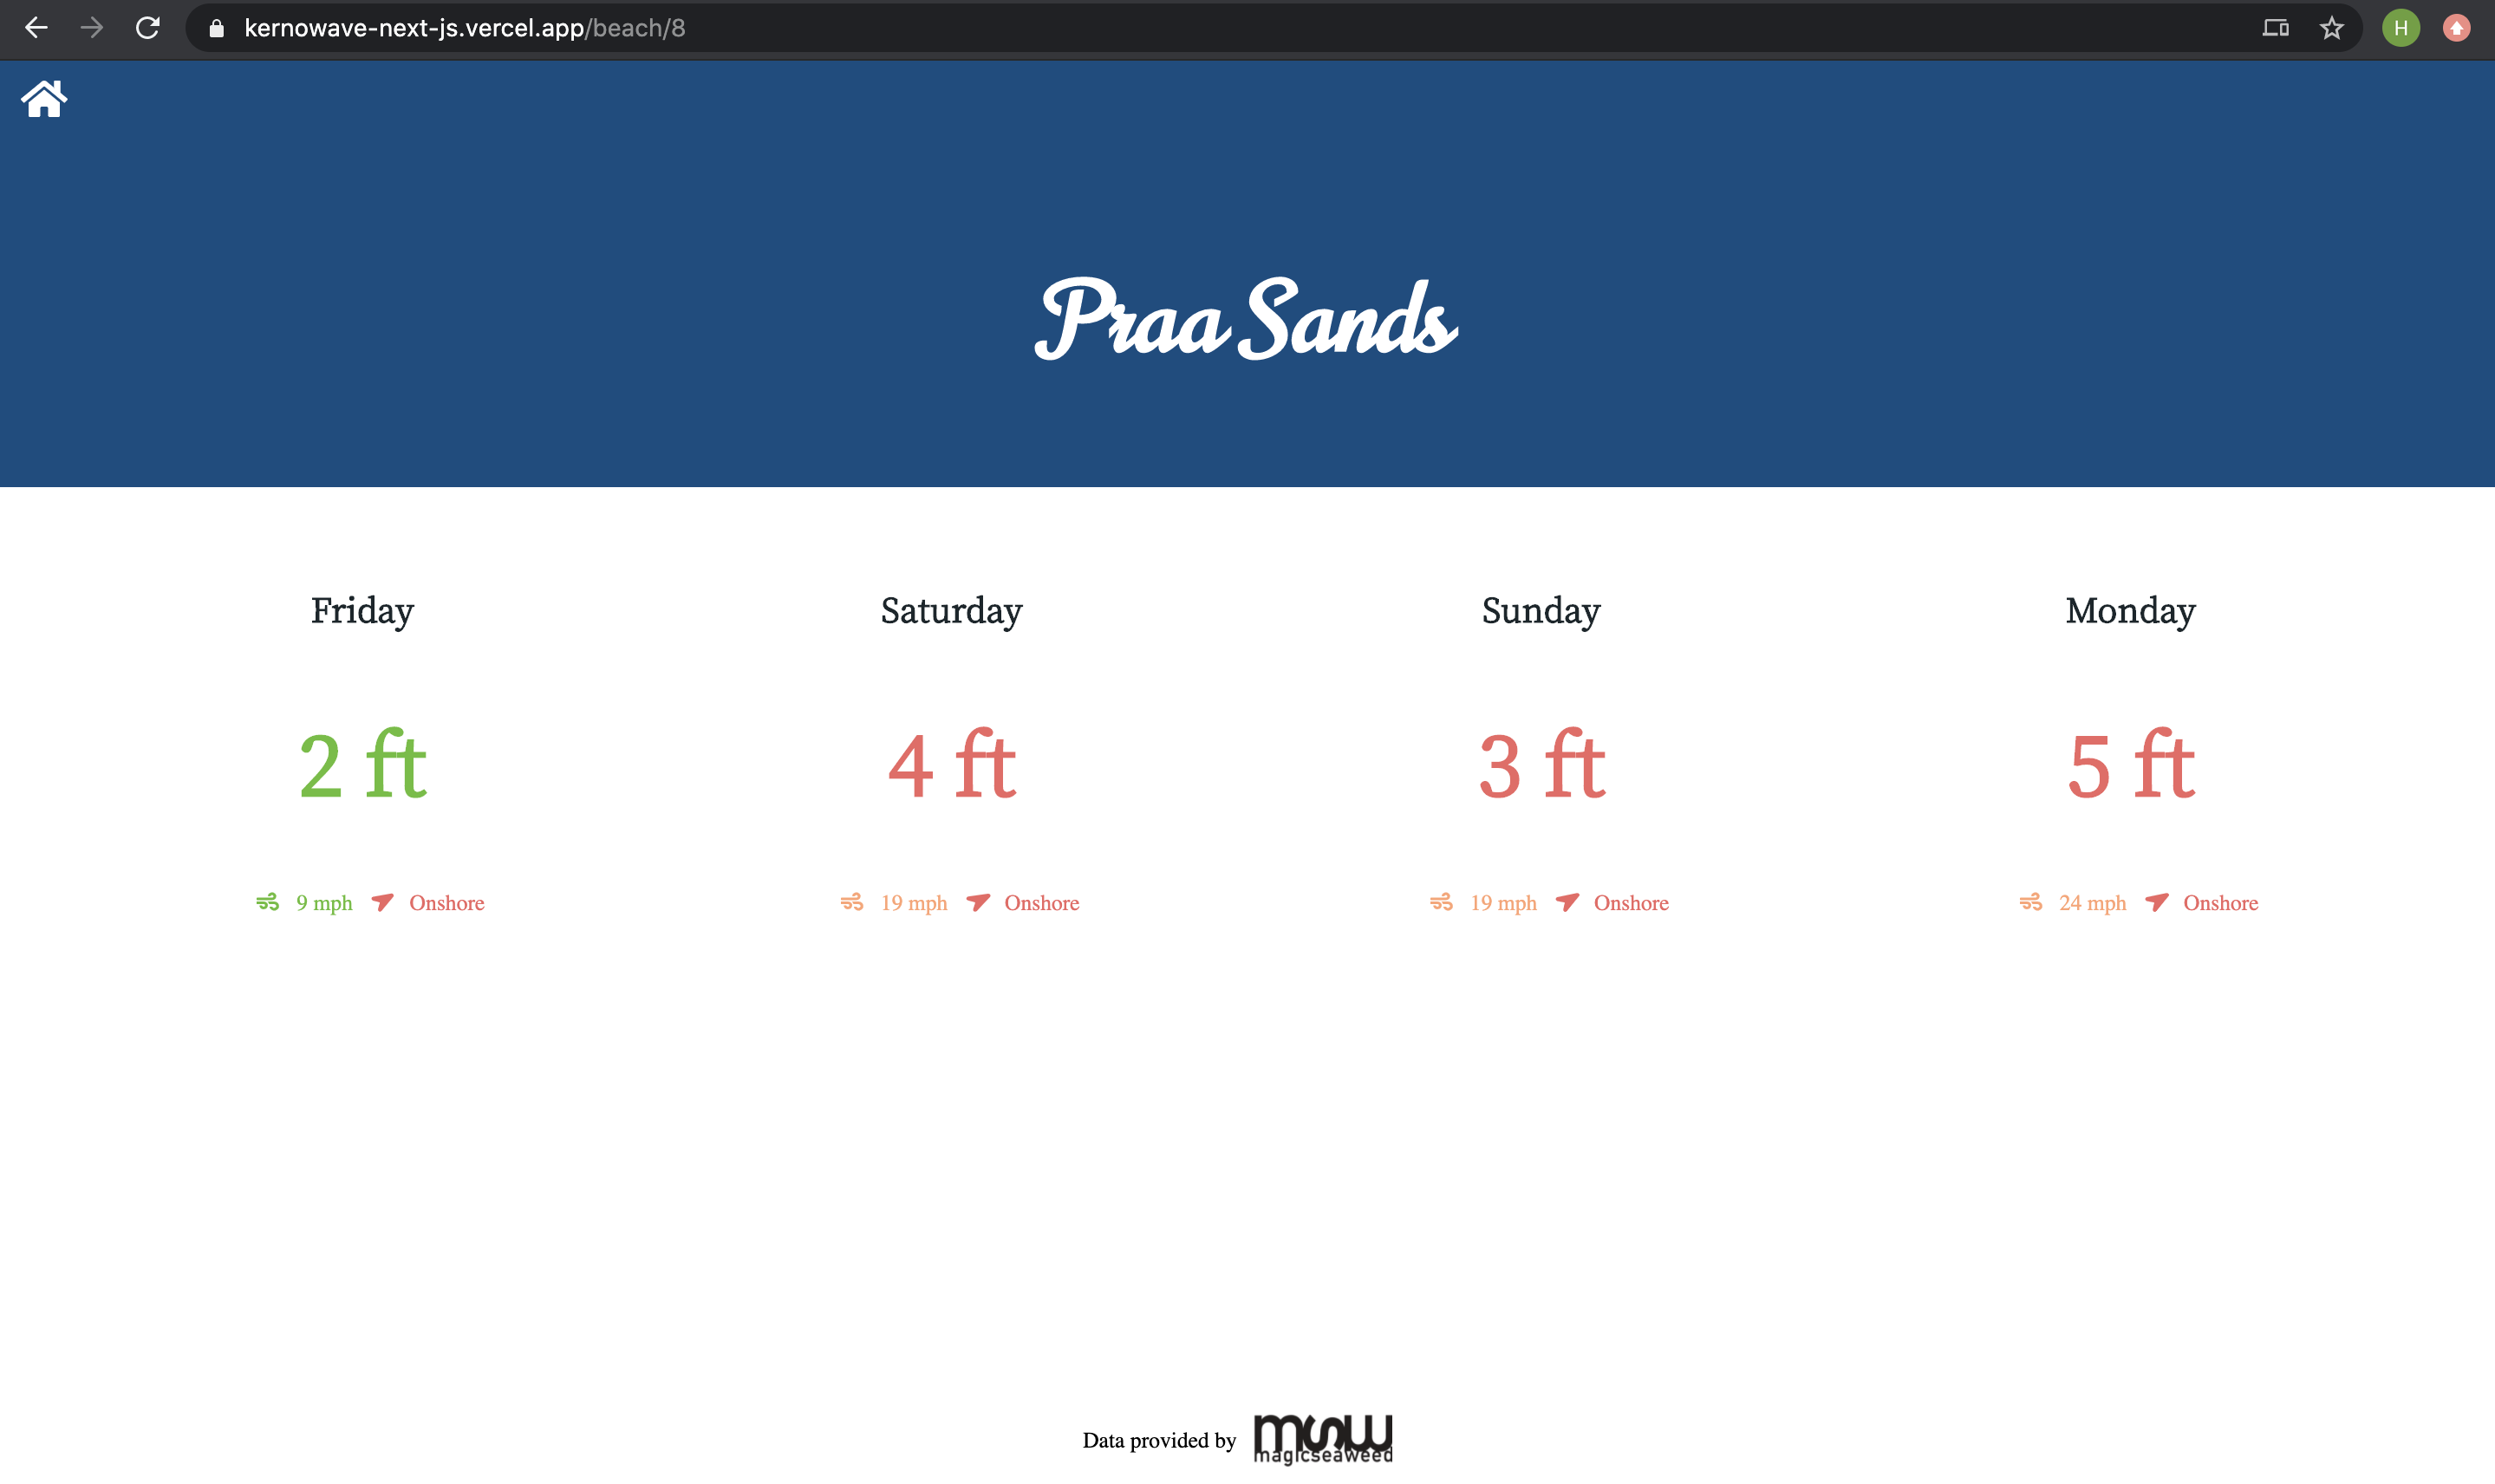 kernowave-next-js.vercel.app/beach/8
H
Praa Sands
Friday
Saturday
Sunday
Monday
2 ft
4 ft
3 ft
5 ft
9 mph Onshore
19 mph Onshore
19 mph Onshore
24 mph Onshore
Data provided by
msw
magicseaweed